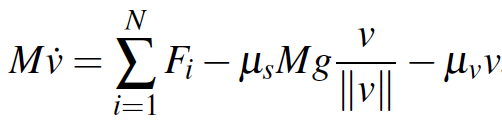 M\dot{v} = \sum_{i=1}^{N} F_i - \mu_s M g \frac{v}{\|v\|} - \mu_v v.